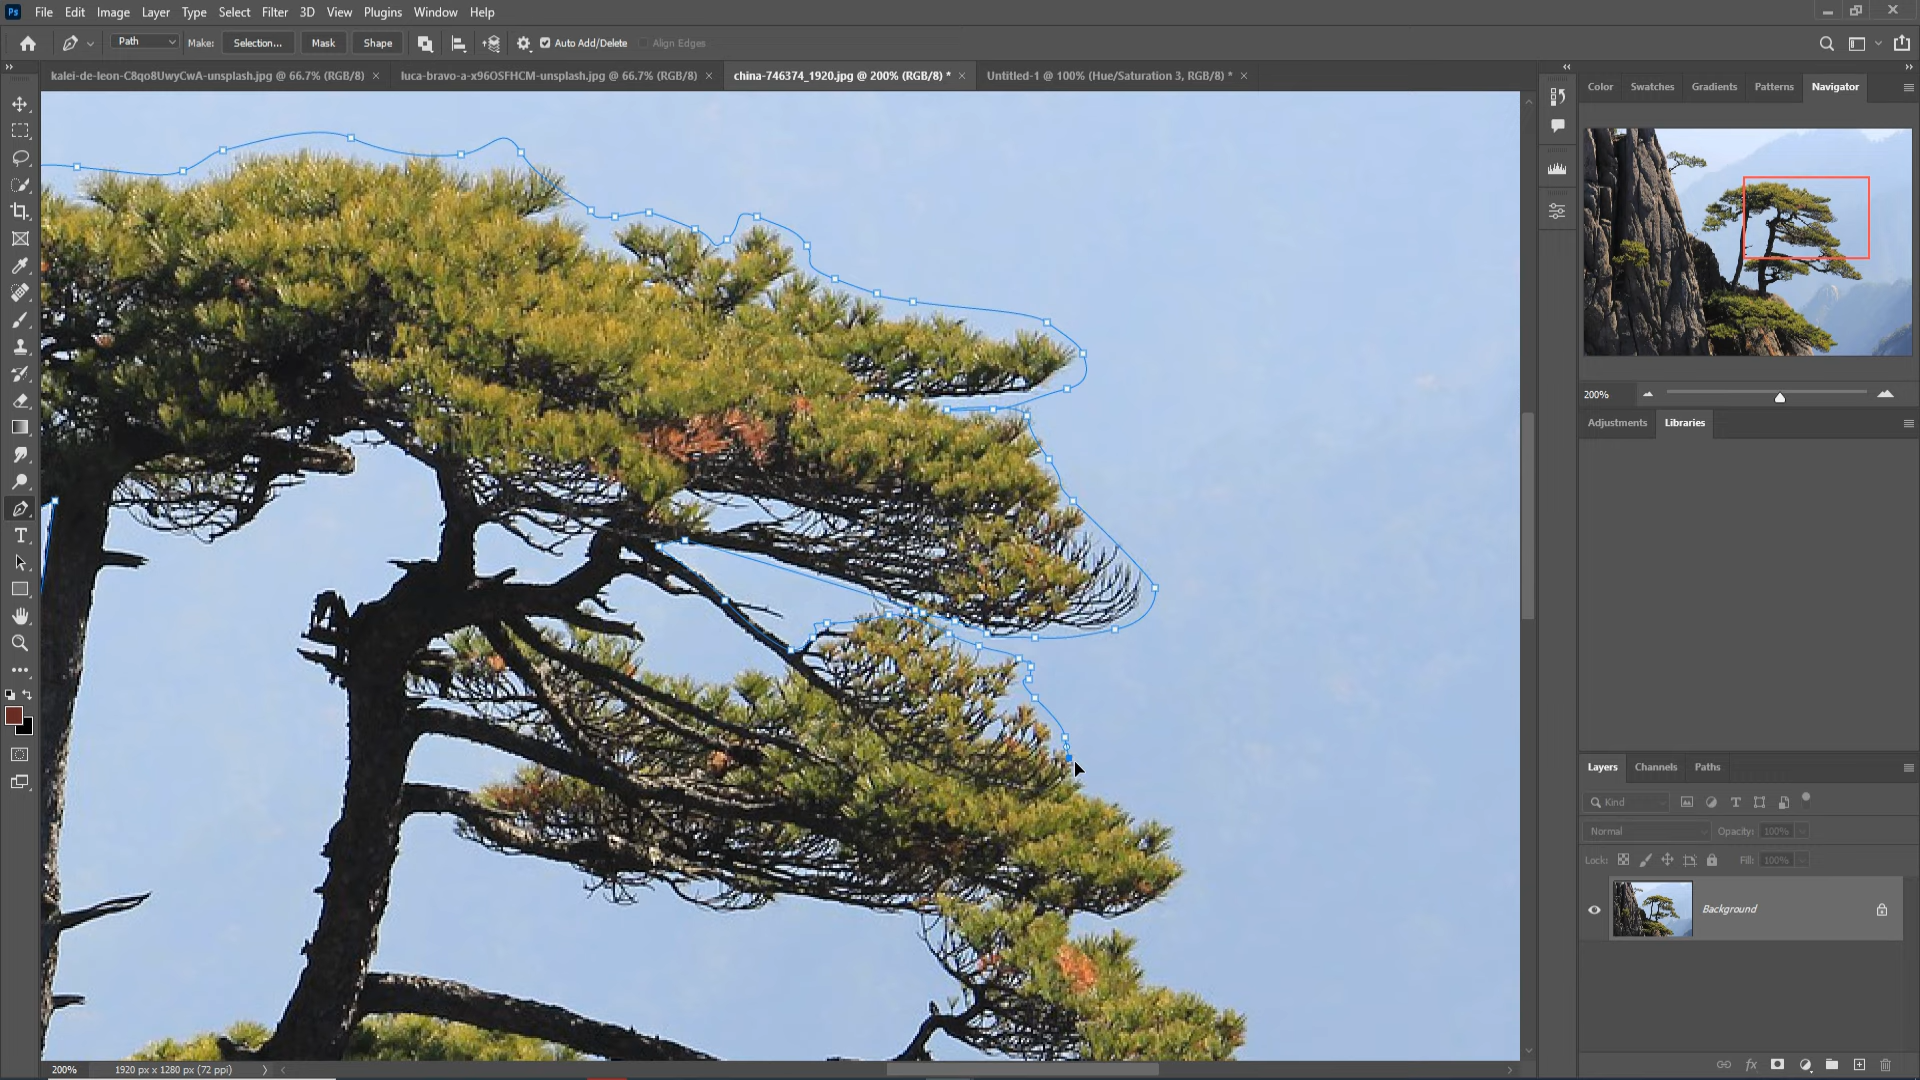 Ps File Edit Image Layer Type Select Filter 3D View Plugins Window Help
Path Make: Selection... Mask Shape Auto Add/Delete Align Edges
kalei-de-leon-C8qo8UwyCwA-unsplash.jpg @ 66.7% (RGB/8) × luca-bravo-a-x96OSFHCM-unsplash.jpg @ 66.7% (RGB/8) × china-746374_1920.jpg @ 200% (RGB/8) * × Untitled-1 @ 100% (Hue/Saturation 3, RGB/8) * ×
Color Swatches Gradients Patterns Navigator
200%
Adjustments Libraries
Layers Channels Paths
Kind
Normal Opacity: 100%
Lock: Fill: 100%
Background
fx
200% 1920 px x 1280 px (72 ppi)